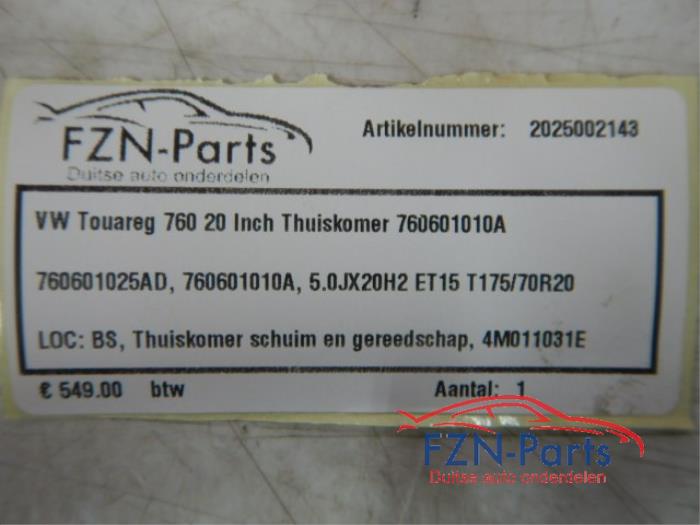 FZN-Parts
Duitse auto onderdelen
Artikelnummer: 2025002143
VW Touareg 760 20 Inch Thuiskomer 760601010A
760601025AD, 760601010A, 5.0JX20H2 ET15 T175/70R20
LOC: BS, Thuiskomer schuim en gereedschap, 4M011031E
€ 549.00 btw Aantal: 1
FZN-Parts
Duitse auto onderdelen